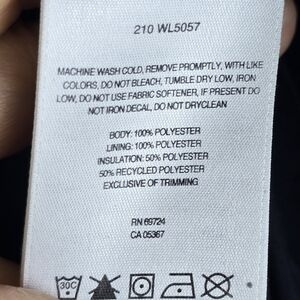 210 WL5057
MACHINE WASH COLD, REMOVE PROMPTLY, WITH LIKE
COLORS, DO NOT BLEACH, TUMBLE DRY LOW, IRON
LOW, DO NOT USE FABRIC SOFTENER, IF PRESENT DO
NOT IRON DECAL, DO NOT DRYCLEAN
BODY: 100% POLYESTER
LINING: 100% POLYESTER
INSULATION: 50% POLYESTER
50% RECYCLED POLYESTER
EXCLUSIVE OF TRIMMING
RN 69724
CA 05367
30C